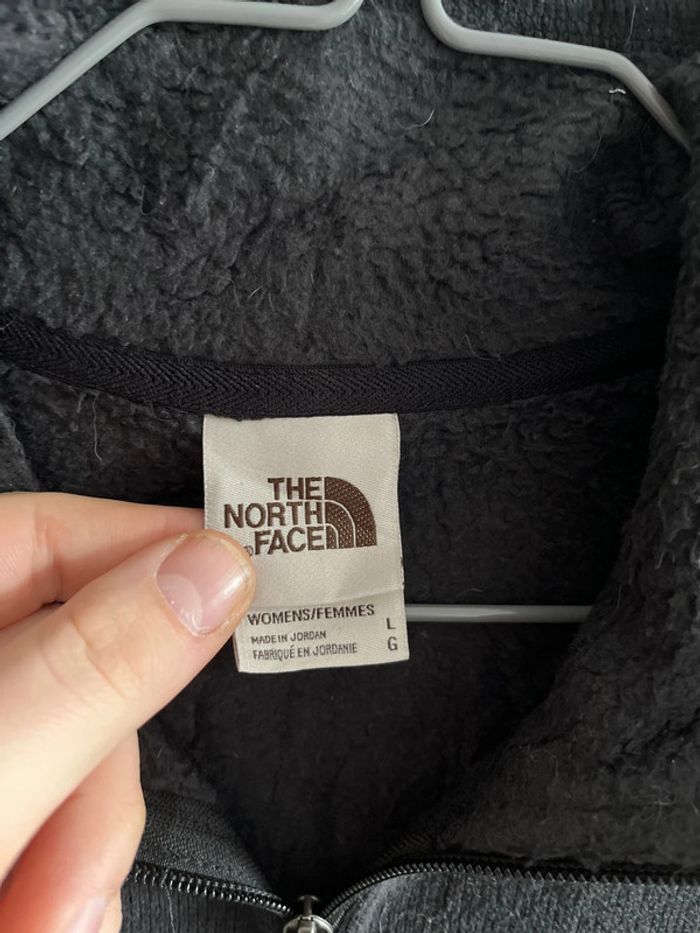 THE
NORTH
FACE
®
WOMENS/FEMMES
L
MADE IN JORDAN
FABRIQUÉ EN JORDANIE
G